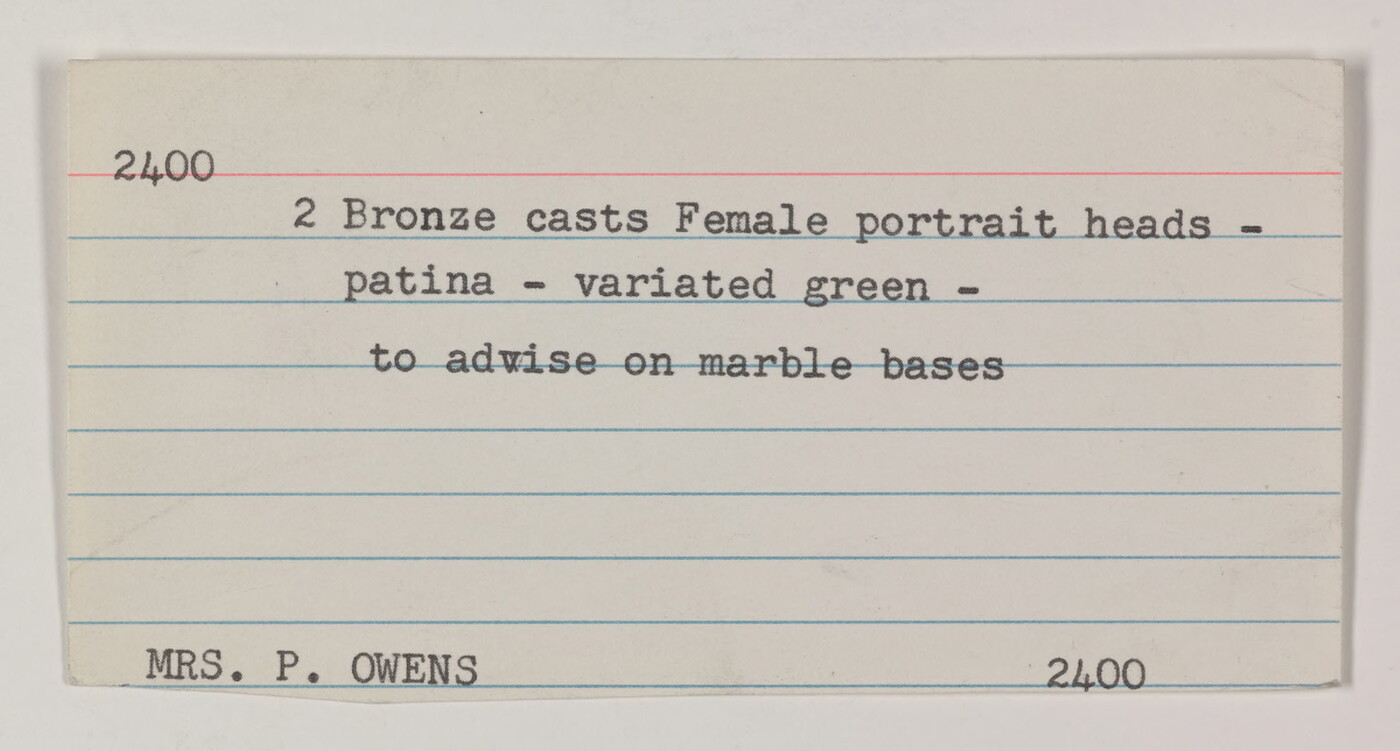 2400
2 Bronze casts Female portrait heads -
patina - variated green -
to adwise on marble bases
MRS. P. OWENS 2400